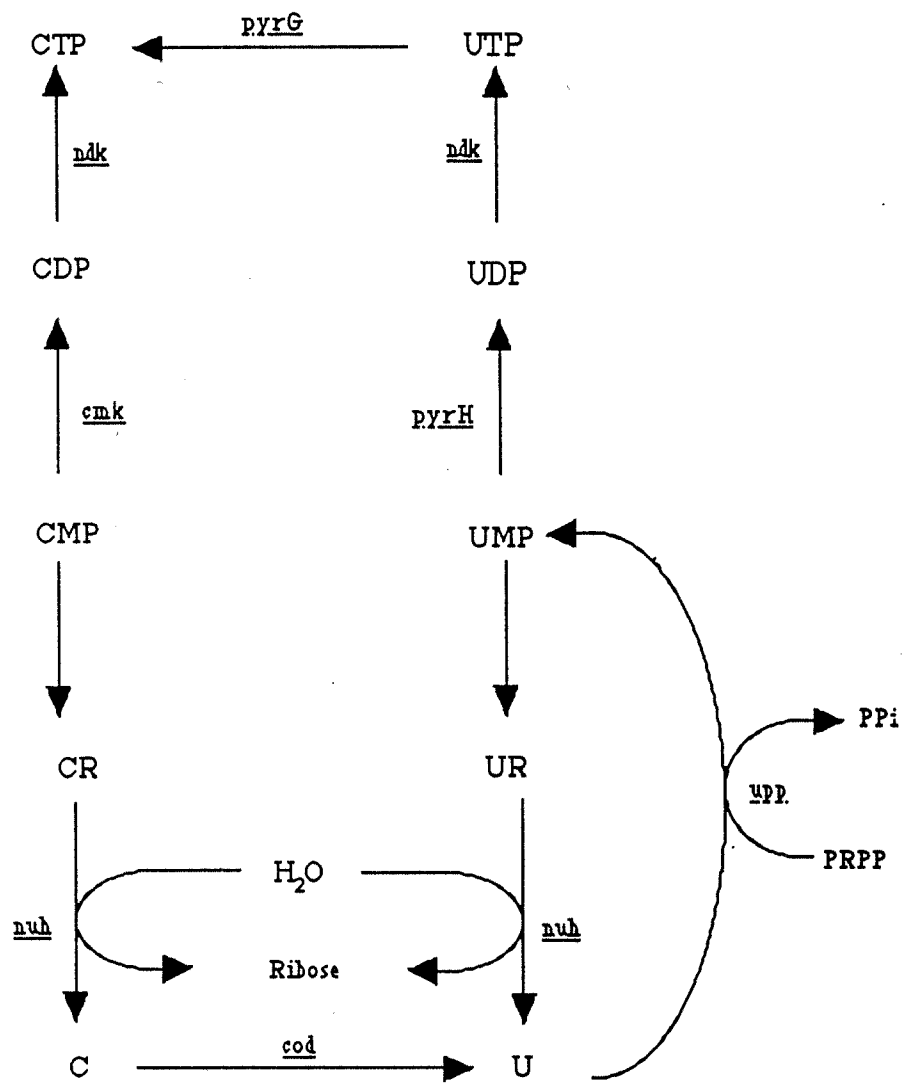 CTP pyrG UTP
ndk ndk
CDP UDP
cmk pyrH
CMP UMP
PPi
CR UR
upp
PRPP
H₂O
nuh nuh
Ribose
C cod U